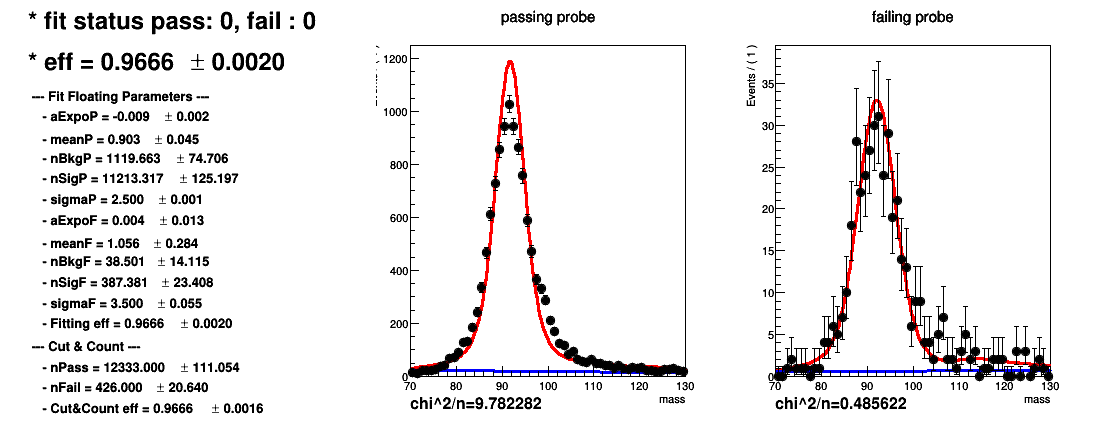 * fit status pass: 0, fail : 0
* eff = 0.9666 ± 0.0020
--- Fit Floating Parameters ---
- aExpoP = -0.009 ± 0.002
- meanP = 0.903 ± 0.045
- nBkgP = 1119.663 ± 74.706
- nSigP = 11213.317 ± 125.197
- sigmaP = 2.500 ± 0.001
- aExpoF = 0.004 ± 0.013
- meanF = 1.056 ± 0.284
- nBkgF = 38.501 ± 14.115
- nSigF = 387.381 ± 23.408
- sigmaF = 3.500 ± 0.055
- Fitting eff = 0.9666 ± 0.0020
--- Cut & Count ---
- nPass = 12333.000 ± 111.054
- nFail = 426.000 ± 20.640
- Cut&Count eff = 0.9666 ± 0.0016
passing probe
1200
1000
800
600
400
200
0
70 80 90 100 110 120 130
mass
chi^2/n=9.782282
failing probe
Events / ( 1 )
35
30
25
20
15
10
5
0
70 80 90 100 110 120 130
mass
chi^2/n=0.485622